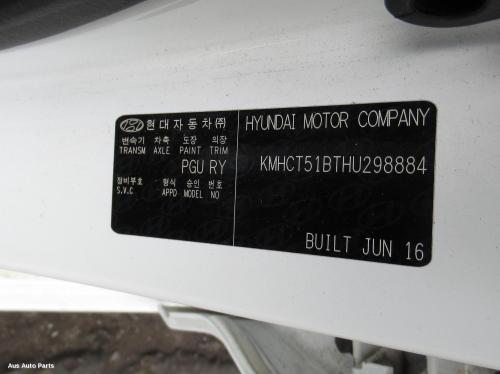 현대자동차㈜
변속기 차축 도장 의장
TRANSM AXLE PAINT TRIM
PGU RY
정비부호 형식 승인 번호
S.V.C APPD MODEL NO
HYUNDAI MOTOR COMPANY
KMHCT51BTHU298884
BUILT JUN 16
Aus Auto Parts